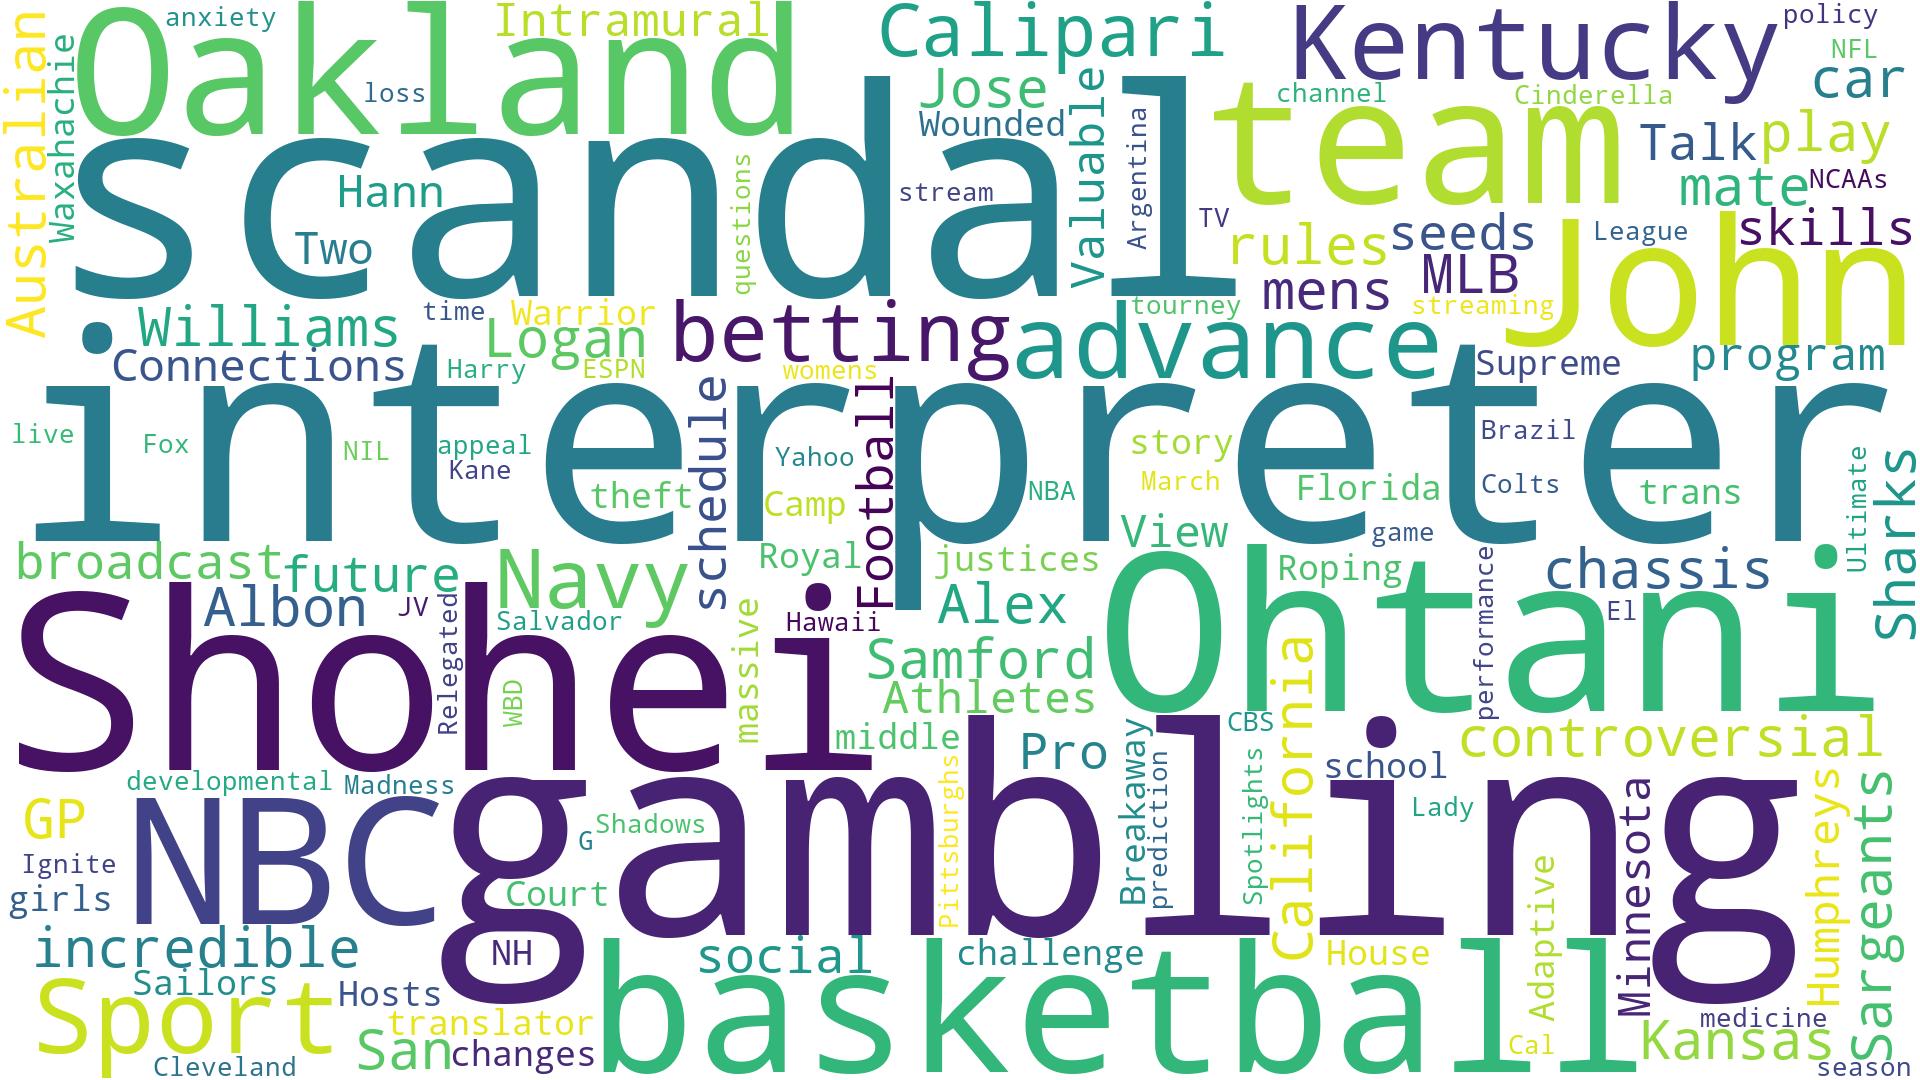 Australian
Waxahachie
anxiety
Oakland
Intramural
loss
Calipari
Jose
Wounded
Valuable
Argentina
Kentucky
policy
NFL
car
channel
Cinderella
team
Talk
play
mate
NCAAs
scandal
Hann
Two
questions
stream
TV
rules
seeds
League
skills
MLB
mens
streaming
John
tourney
Williams
time
Warrior
Logan
betting
advance
Connections
Harry
ESPN
womens
Supreme
program
interpreter
live
Fox
NIL
appeal
Kane
theft
schedule
Yahoo
Camp
Football
NBA
story
March
Florida
Brazil
Colts
trans
Ultimate
Sharks
game
View
broadcast
future
Navy
Royal
justices
Roping
performance
chassis
El
Albon
JV
Relegated
Salvador
Hawaii
massive
Alex
Shohei
WBD
Samford
Athletes
Ohtani
California
middle
Pro
CBS
controversial
developmental
Madness
school
Lady
GP
NBC
gambling
Shadows
G
Pittsburghs
Breakaway
prediction
Spotlights
Minnesota
Humphreys
Sargeants
Ignite
girls
Court
Adaptive
incredible
NH
social
challenge
House
Sailors
Hosts
Sport
translator
basketball
San
changes
Cleveland
Cal
Kansas
medicine
season